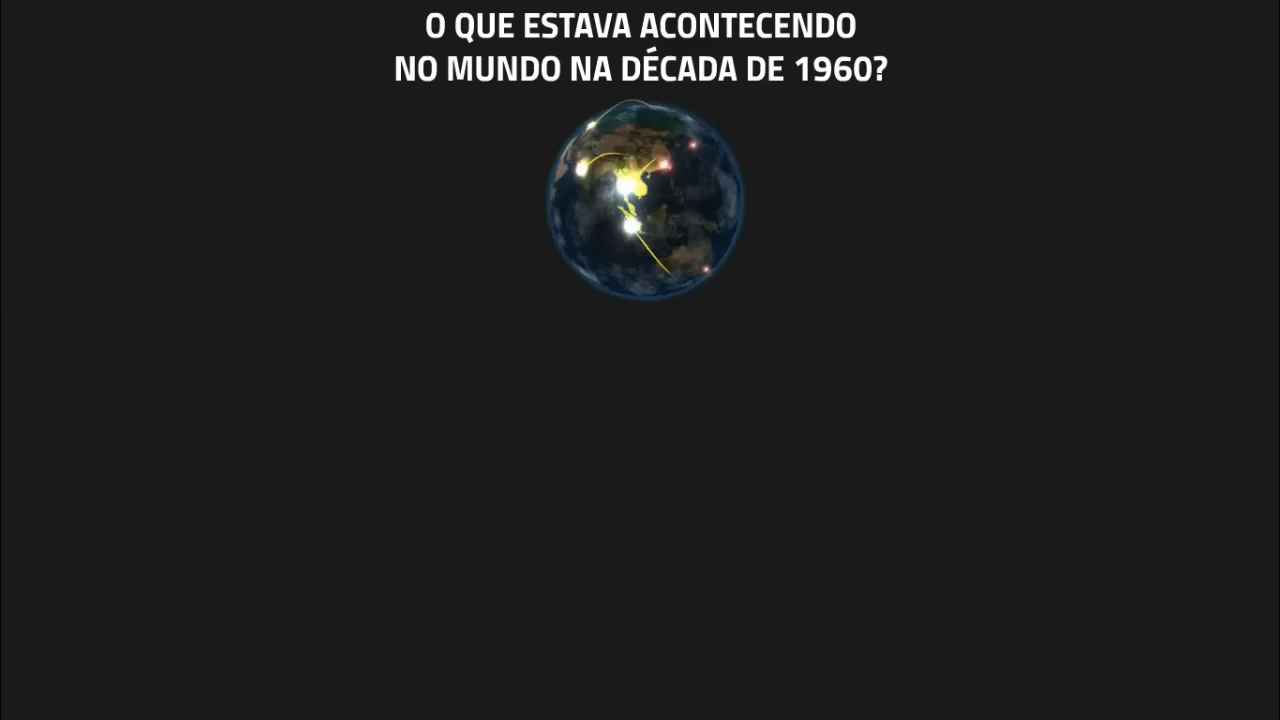 O QUE ESTAVA ACONTECENDO
NO MUNDO NA DÉCADA DE 1960?